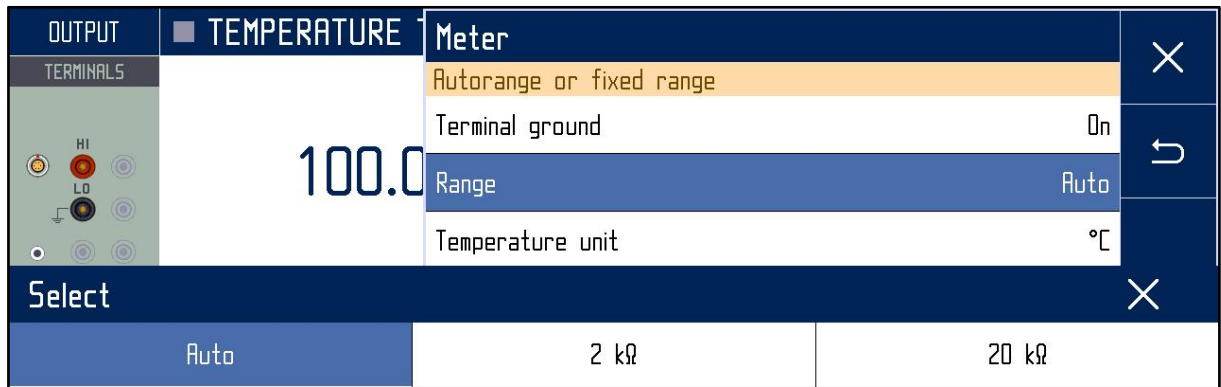 OUTPUT
TEMPERATURE
TERMINALS
HI
LO
100.0
Meter
Autorange or fixed range
Terminal ground On
Range Auto
Temperature unit °C
Select
Auto 2 kΩ 20 kΩ